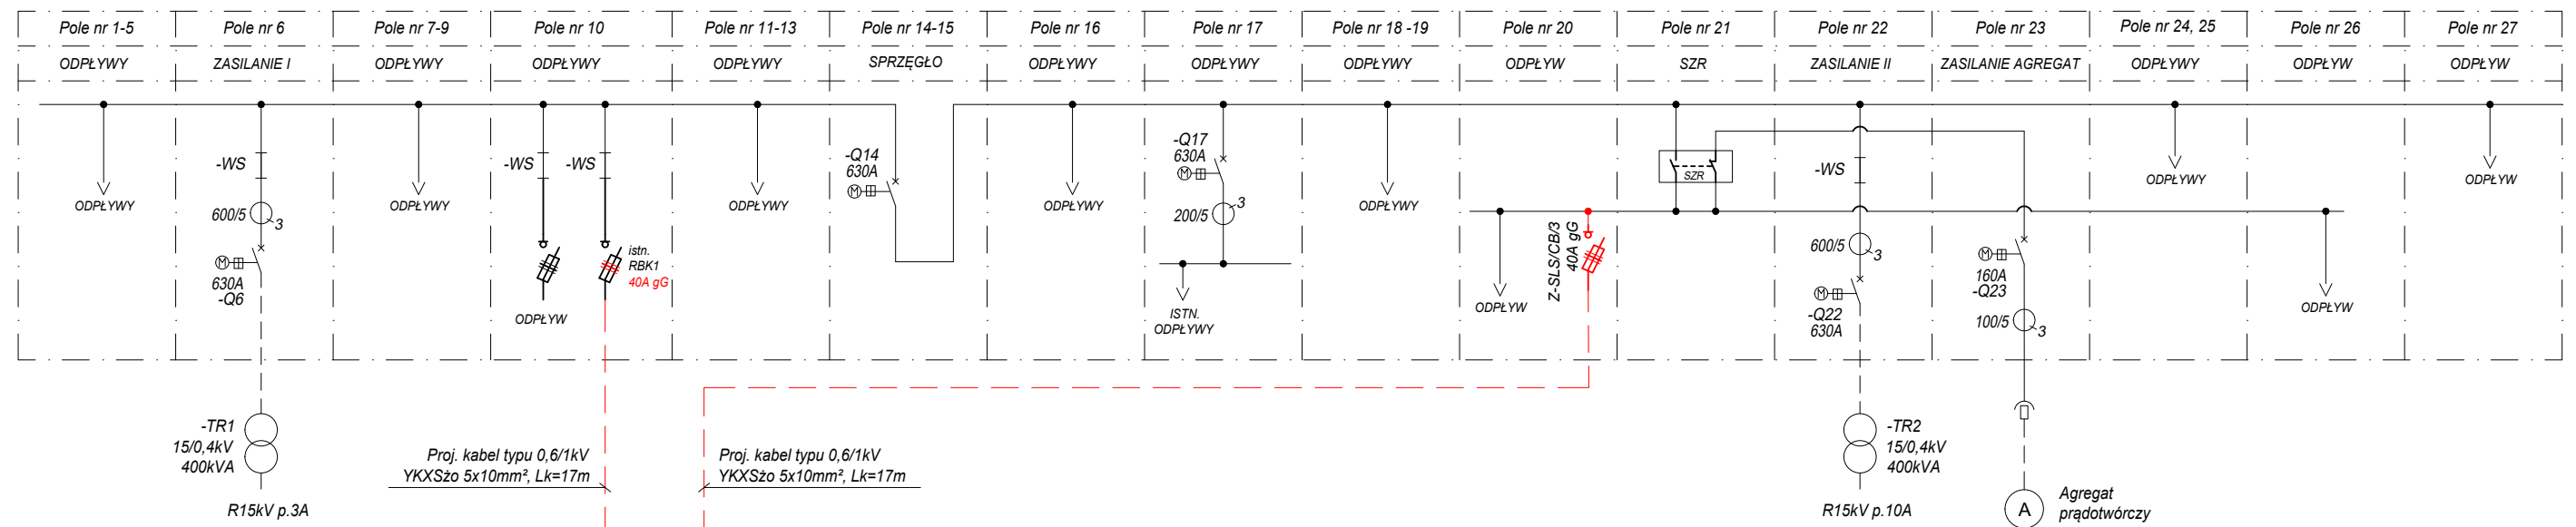 Pole nr 1-5
Pole nr 6
Pole nr 7-9
Pole nr 10
Pole nr 11-13
Pole nr 14-15
Pole nr 16
Pole nr 17
Pole nr 18 -19
Pole nr 20
Pole nr 21
Pole nr 22
Pole nr 23
Pole nr 24, 25
Pole nr 26
Pole nr 27
ODPŁYWY
ZASILANIE I
ODPŁYWY
ODPŁYWY
ODPŁYWY
SPRZĘGŁO
ODPŁYWY
ODPŁYWY
ODPŁYWY
ODPŁYW
SZR
ZASILANIE II
ZASILANIE AGREGAT
ODPŁYWY
ODPŁYW
ODPŁYW
ODPŁYWY
-WS
600/5
3
M
630A
-Q6
ODPŁYWY
-WS
-WS
ODPŁYW
istn.
RBK1
40A gG
ODPŁYWY
-Q14
630A
M
ODPŁYWY
-Q17
630A
M
200/5
3
ISTN.
ODPŁYWY
ODPŁYWY
ODPŁYW
Z-SLS/CB/3
40A gG
SZR
-WS
600/5
3
M
-Q22
630A
M
160A
-Q23
100/5
3
ODPŁYWY
ODPŁYW
ODPŁYW
-TR1
15/0,4kV
400kVA
R15kV p.3A
Proj. kabel typu 0,6/1kV
YKXSżo 5x10mm², Lk=17m
Proj. kabel typu 0,6/1kV
YKXSżo 5x10mm², Lk=17m
-TR2
15/0,4kV
400kVA
R15kV p.10A
A
Agregat
prądotwórczy